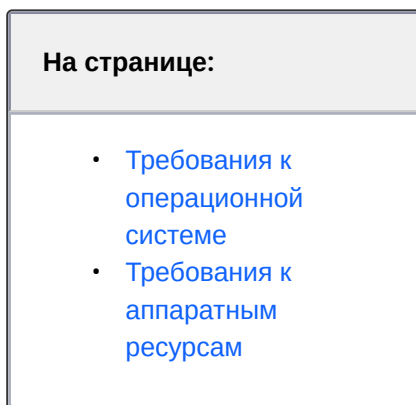 На странице:
• Требования к
операционной
системе
• Требования к
аппаратным
ресурсам